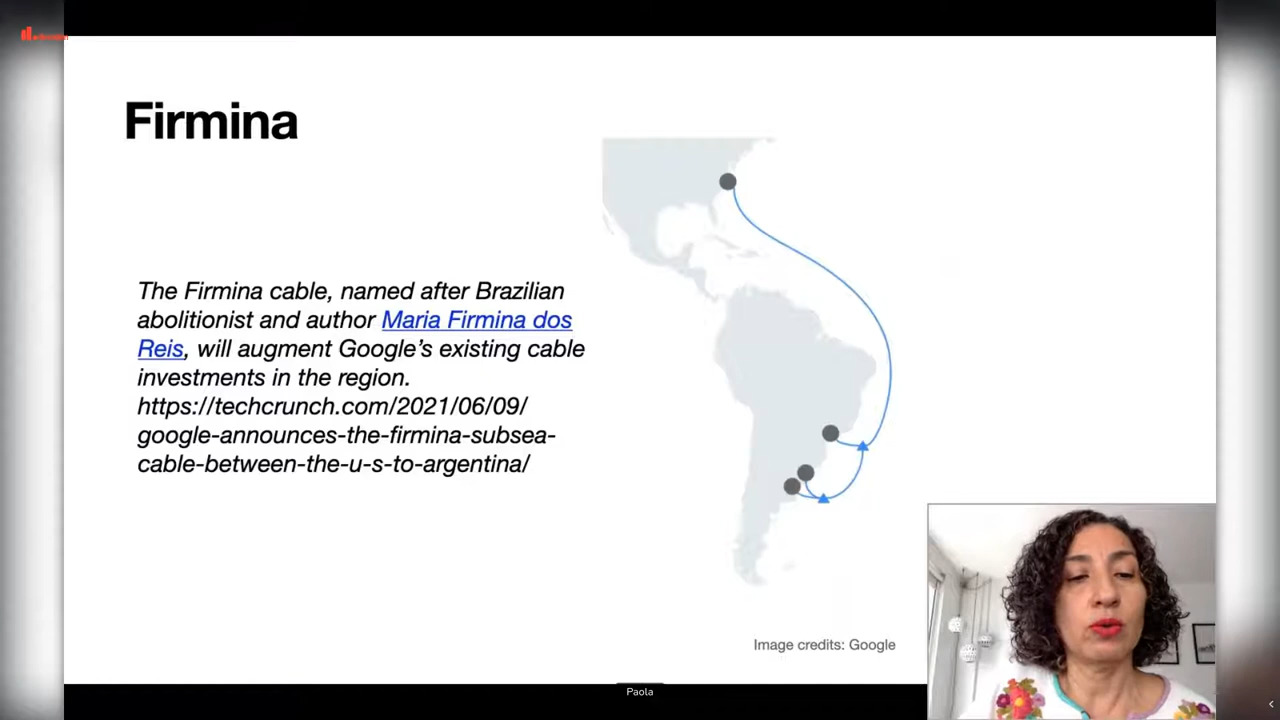 Firmina
The Firmina cable, named after Brazilian
abolitionist and author Maria Firmina dos
Reis, will augment Google’s existing cable
investments in the region.
https://techcrunch.com/2021/06/09/
google-announces-the-firmina-subsea-
cable-between-the-u-s-to-argentina/
Image credits: Google
Paola